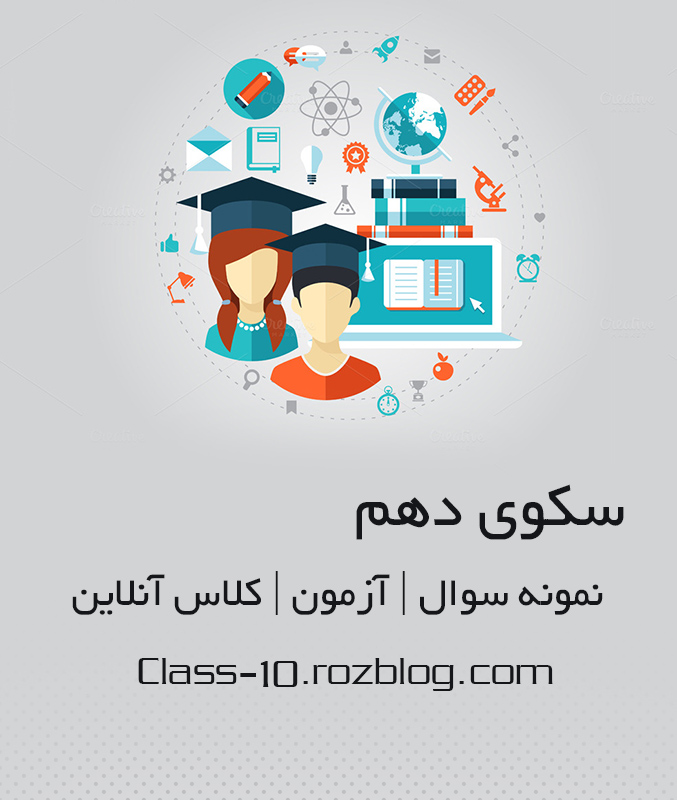 سکوی دهم
نمونه سوال | آزمون | کلاس آنلاین
Class-10.rozblog.com